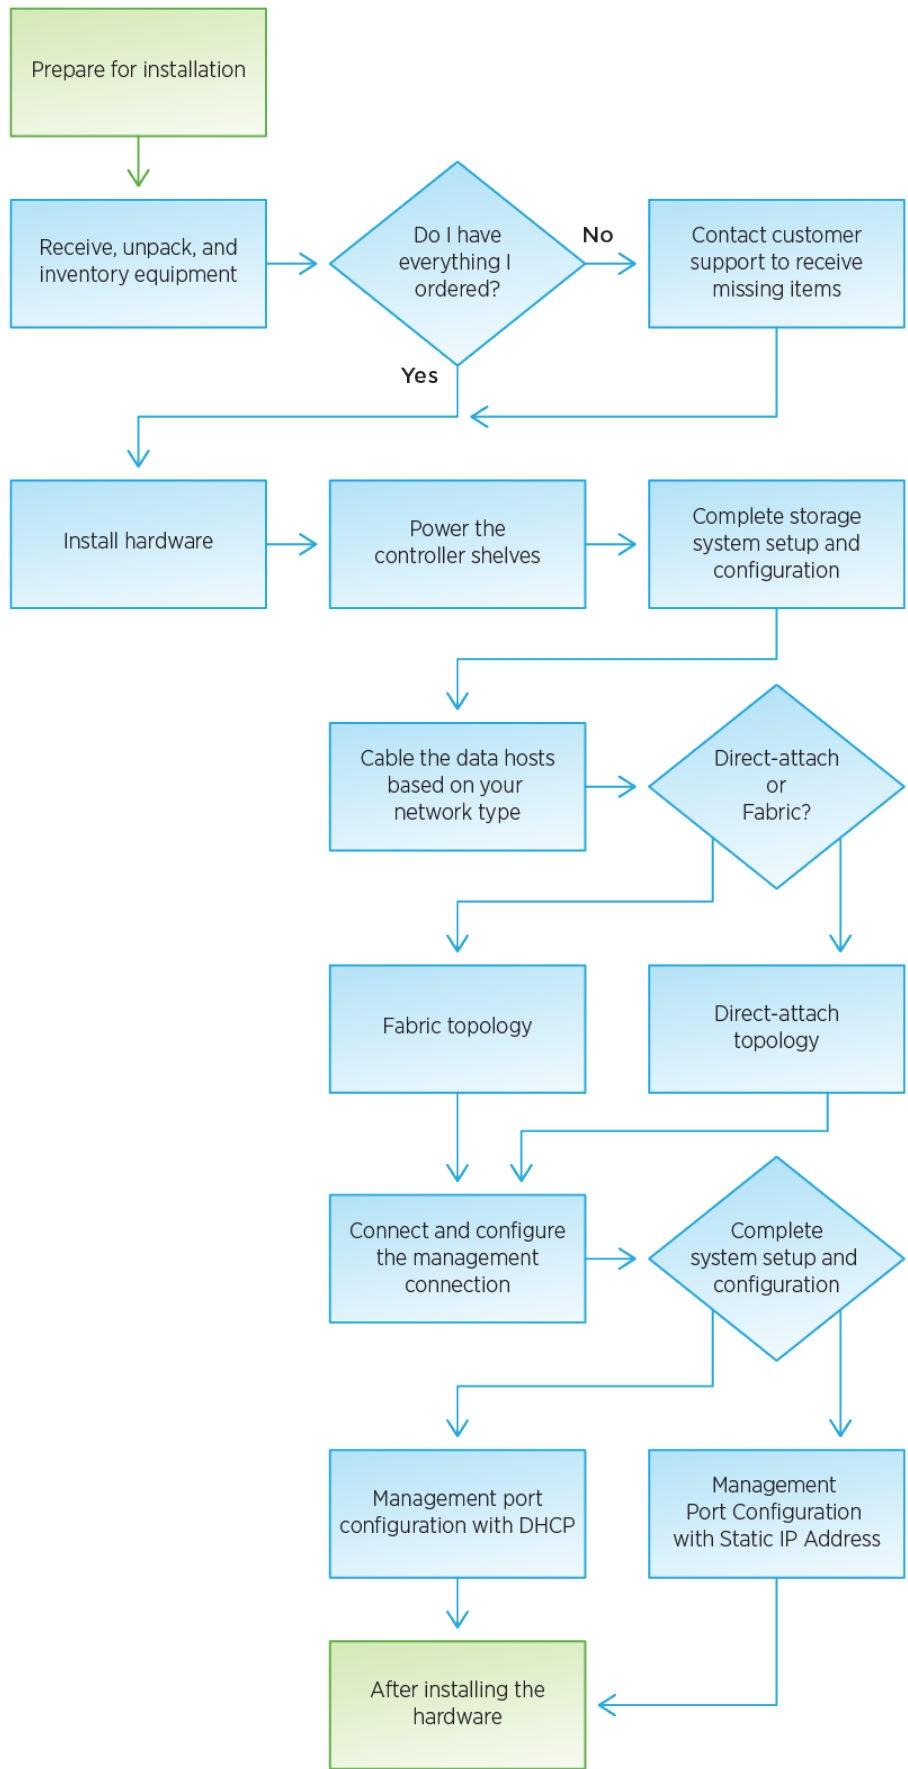 Prepare for installation
Receive, unpack, and
inventory equipment
Do I have
everything I
ordered?
No
Contact customer
support to receive
missing items
Yes
Install hardware
Power the
controller shelves
Complete storage
system setup and
configuration
Cable the data hosts
based on your
network type
Direct-attach
or
Fabric?
Fabric topology
Direct-attach
topology
Connect and configure
the management
connection
Complete
system setup and
configuration
Management port
configuration with DHCP
Management
Port Configuration
with Static IP Address
After installing the
hardware